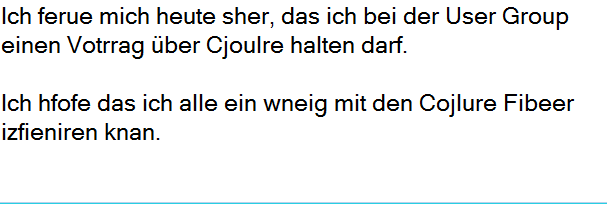 Ich ferue mich heute sher, das ich bei der User Group
einen Votrrag über Cjoulre halten darf.
Ich hfofe das ich alle ein wneig mit den Cojlure Fibeer
izfieniren knan.